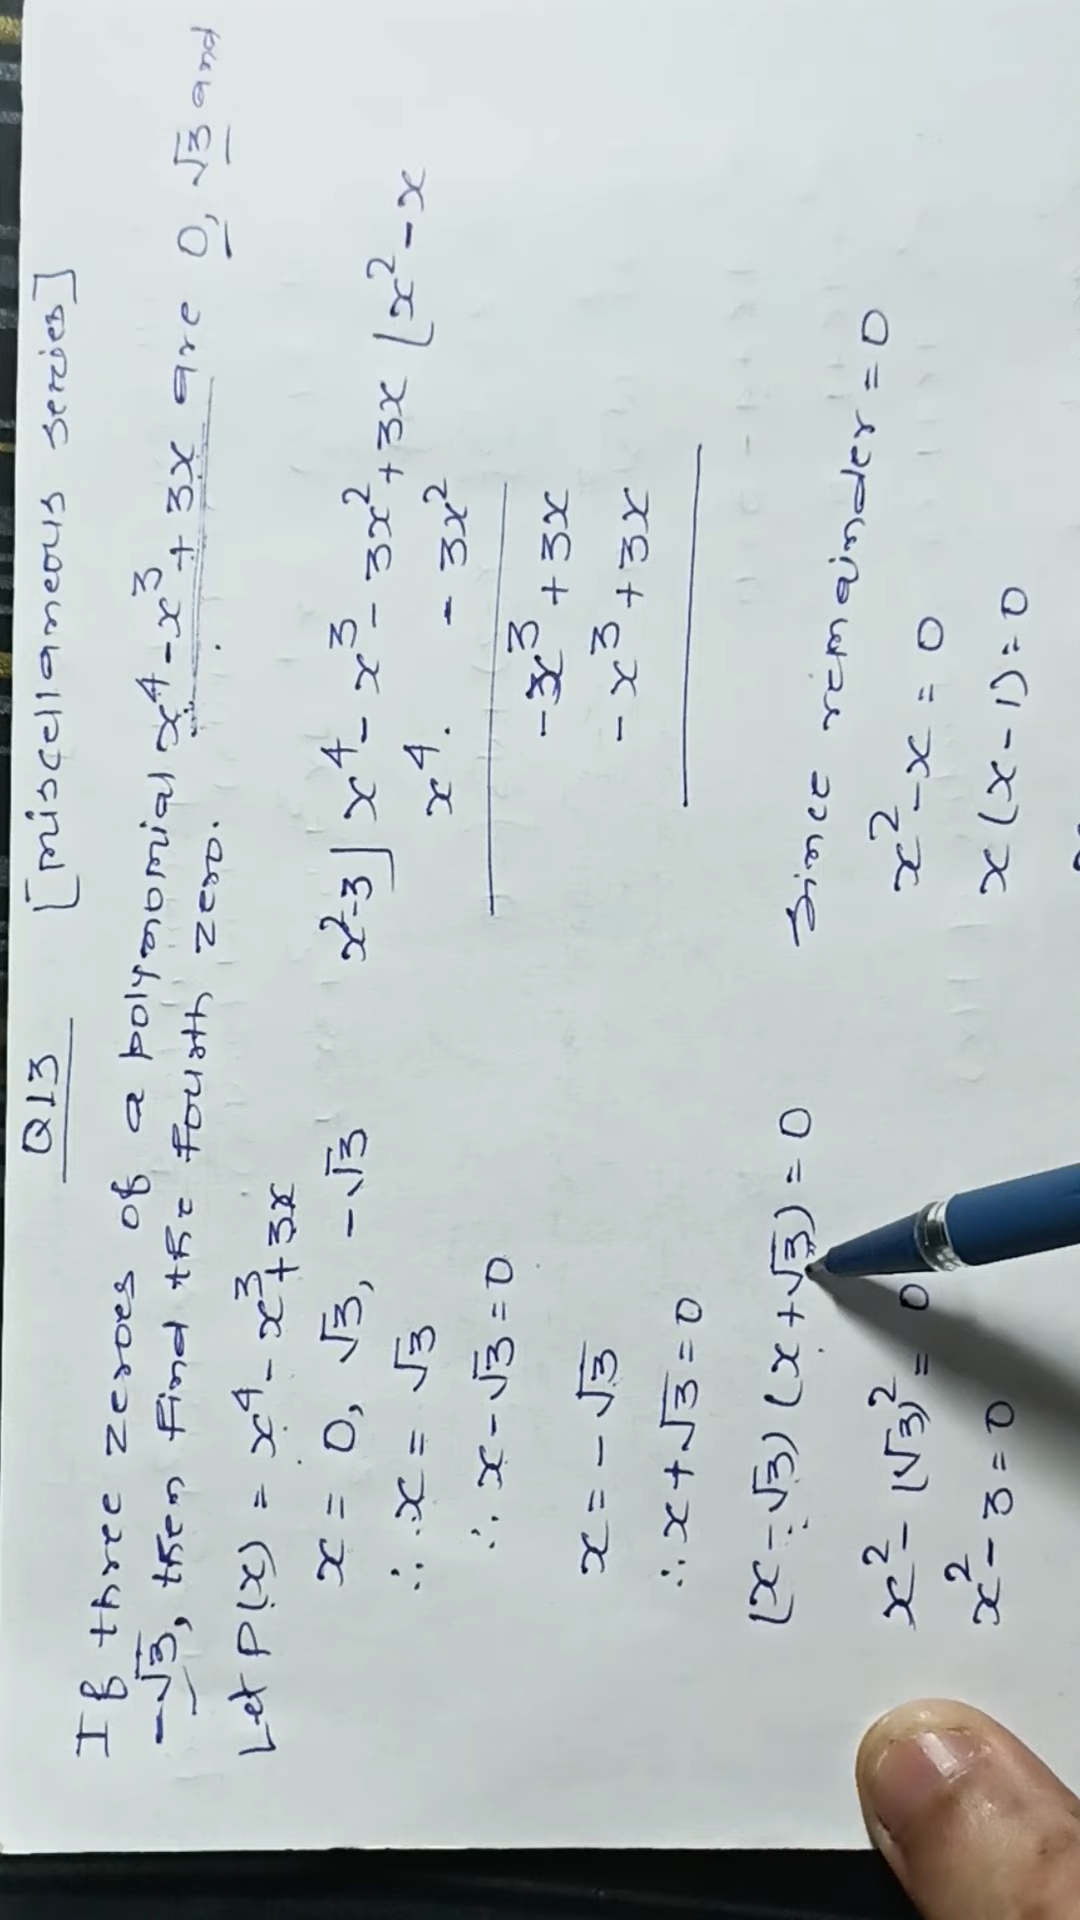 Q13 [miscellaneous series]
If three zeroes of a polynomial x⁴ - x³
+ 3x are 0, √3 and
-√3, then find the fourth zero.
Let P(x) = x⁴ - x³ + 3x
x = 0, √3, -√3
∴ x = √3
∴ x - √3 = 0
x = -√3
∴ x + √3 = 0
(x - √3) (x + √3) = 0
x² - (√3)² = 0
x² - 3 = 0
x²-3 ] x⁴ - x³ - 3x² + 3x [ x² - x
x⁴ - 3x²
-x³ + 3x
- x³ + 3x
Since remainder = 0
x² - x = 0
x (x - 1) = 0